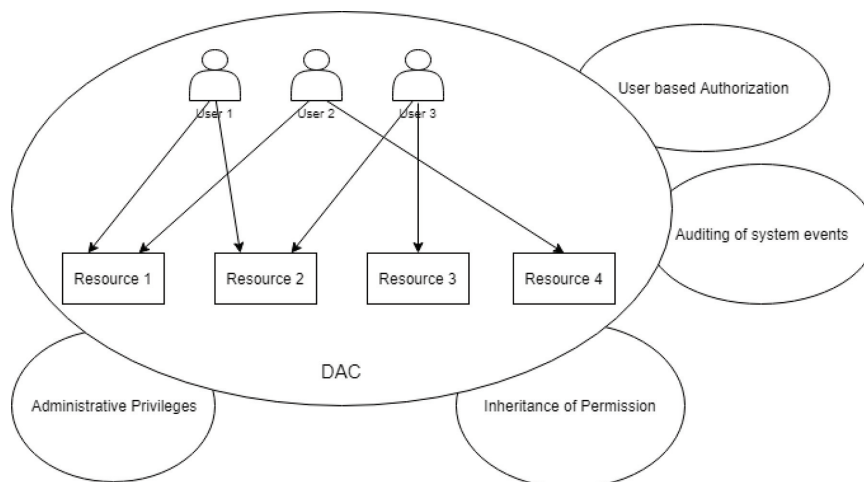 User 1
User 2
User 3
User based Authorization
Auditing of system events
Resource 1
Resource 2
Resource 3
Resource 4
DAC
Administrative Privileges
Inheritance of Permission